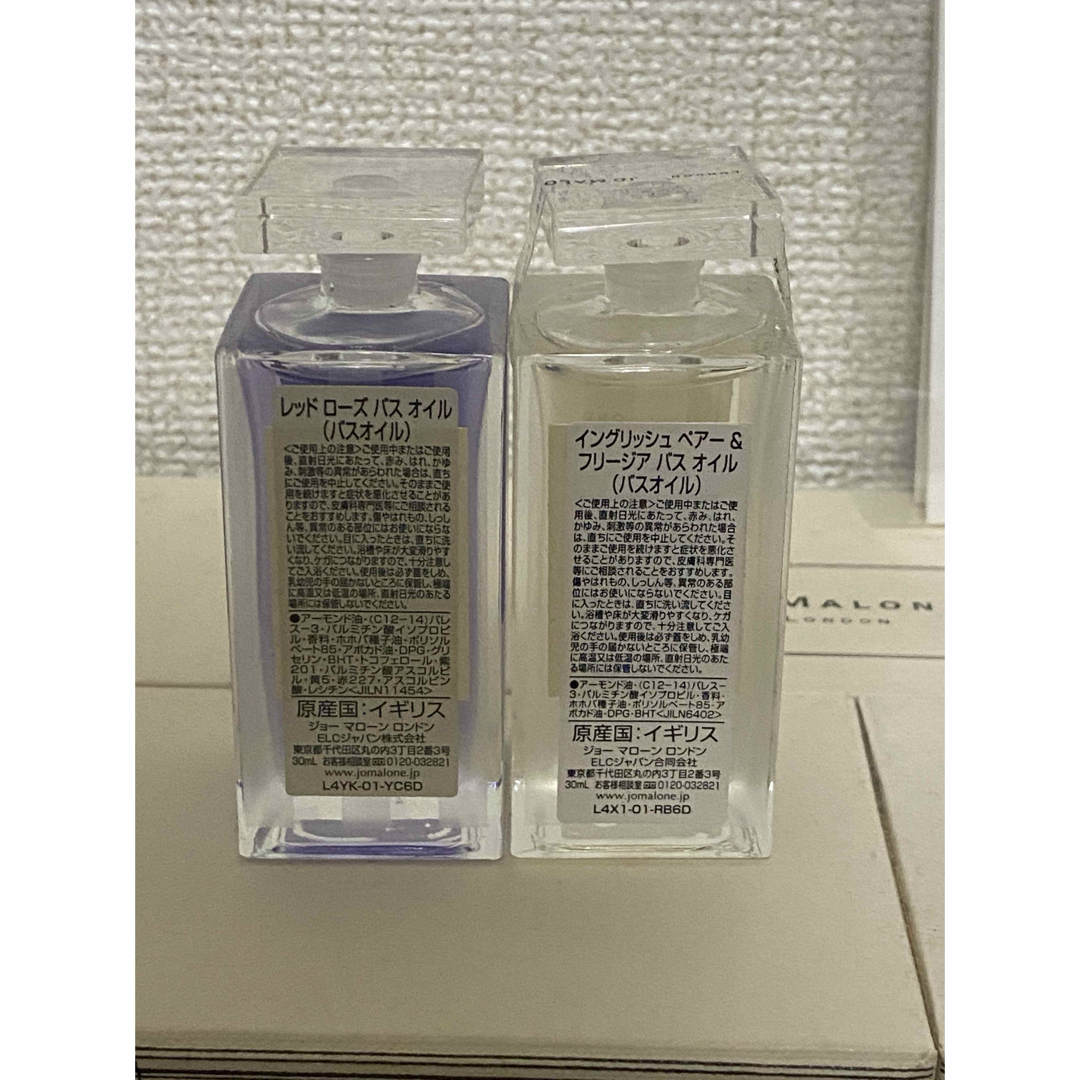 レッド ローズ バス オイル
(バスオイル)
<ご使用上の注意>ご使用中またはご使用
後、直射日光にあたって、赤み、はれ、かゆ
み、刺激等の異常があらわれた場合は、直ち
にご使用を中止してください。そのままご使
用を続けますと症状を悪化させることがあ
りますので、皮膚科専門医等にご相談される
ことをおすすめします。傷やはれもの、しっし
ん等、異常のある部位にはお使いにならな
いでください。目に入ったときは、直ちに洗
い流してください。浴槽や床が大変滑りやす
くなり、ケガにつながりますので、十分注意し
てご入浴ください。使用後は必ず蓋をしめ、
乳幼児の手の届かないところに保管し、極端
に高温又は低温の場所、直射日光のあたる
場所には保管しないでください。
●アーモンド油・(C12-14)パレ
ス-3・パルミチン酸イソプロピ
ル・香料・ホホバ種子油・ポリソル
ベート85・アボカド油・DPG・グリ
セリン・BHT・トコフェロール・紫
201・パルミチン酸アスコルビ
ル・黄5・赤227・アスコルビン
酸・レシチン<JILN11454>
原産国:イギリス
ジョー マローン ロンドン
ELCジャパン株式会社
東京都千代田区丸の内3丁目2番3号
30mL お客様相談室 0120-032821
www.jomalone.jp
L4YK-01-YC6D
LONDON JO MALO
イングリッシュ ペアー &
フリージア バス オイル
(バスオイル)
<ご使用上の注意>ご使用中またはご使
用後、直射日光にあたって、赤み、はれ、
かゆみ、刺激等の異常があらわれた場合
は、直ちにご使用を中止してください。そ
のままご使用を続けますと症状を悪化さ
せることがありますので、皮膚科専門医
等にご相談されることをおすすめします。
傷やはれもの、しっしん等、異常のある部
位にはお使いにならないでください。目
に入ったときは、直ちに洗い流してくださ
い。浴槽や床が大変滑りやすくなり、ケガ
につながりますので、十分注意してご入
浴ください。使用後は必ず蓋をしめ、乳幼
児の手の届かないところに保管し、極端
に高温又は低温の場所、直射日光のあた
る場所には保管しないでください。
●アーモンド油・(C12-14)パレス-
3・パルミチン酸イソプロピル・香料・
ホホバ種子油・ポリソルベート85・ア
ボカド油・DPG・BHT<JILN6402>
原産国:イギリス
ジョー マローン ロンドン
ELCジャパン合同会社
東京都千代田区丸の内3丁目2番3号
30mL お客様相談室 0120-032821
www.jomalone.jp
L4X1-01-RB6D
MALON
LONDON